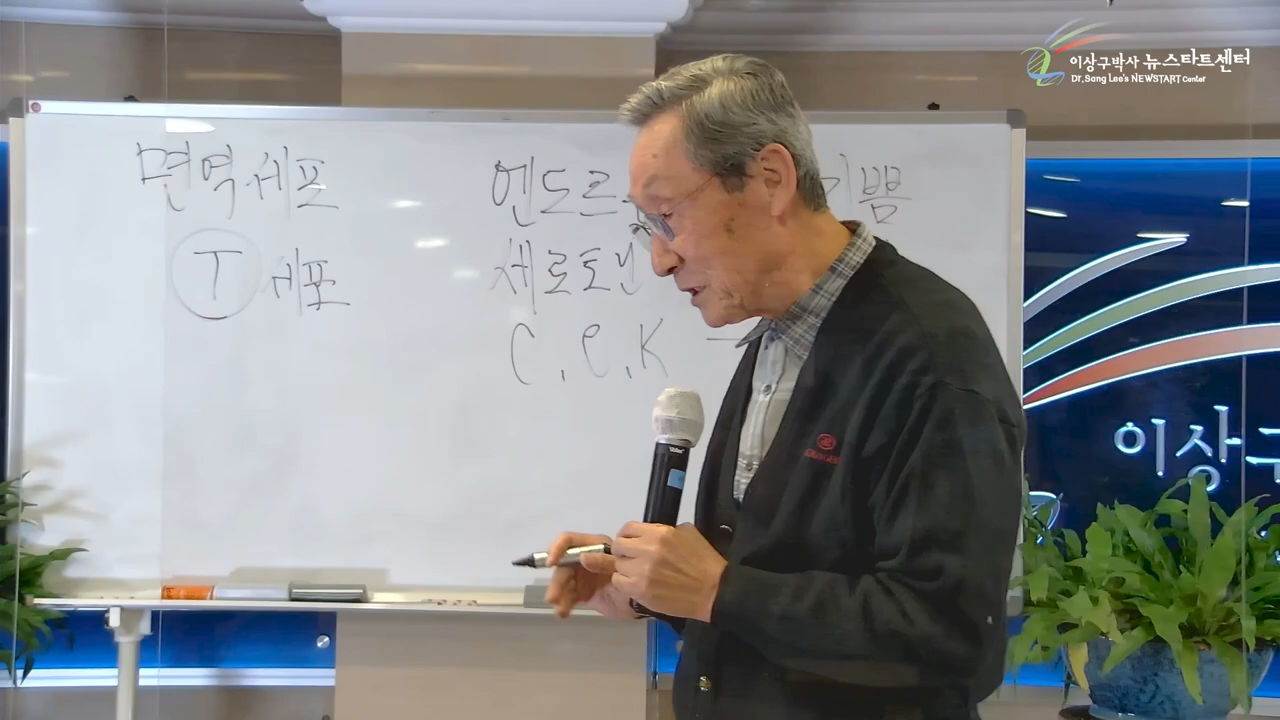 이상구박사 뉴스타트센터
Dr.Sang Lee's NEWSTART Center
면역세포
T 세포
엔도르
기쁨
세로토닌
C, C, K -
이상구